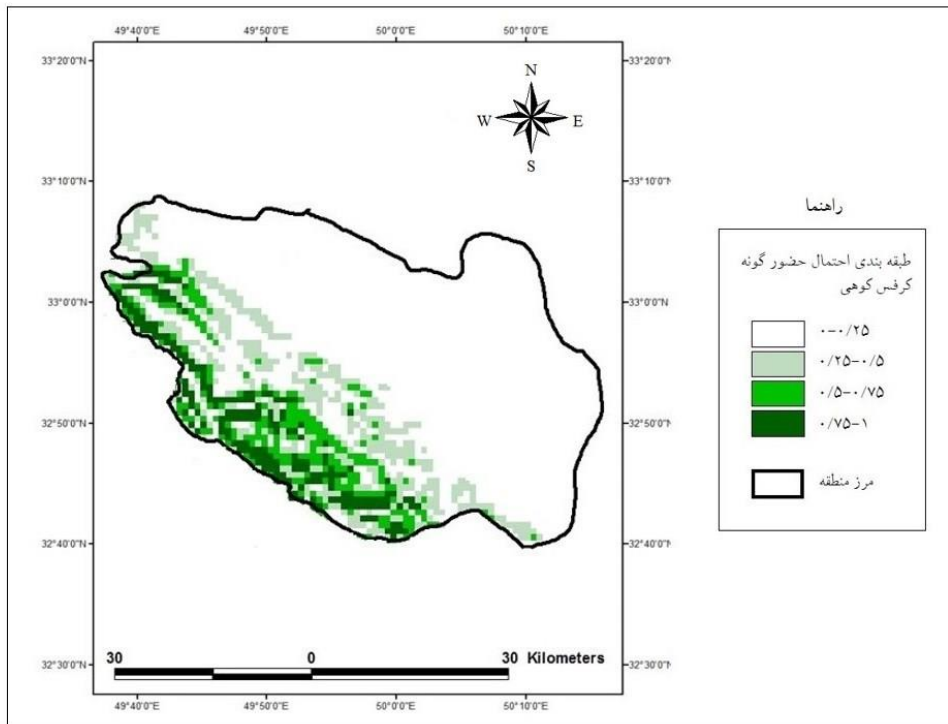 49°40'0"E 49°50'0"E 50°0'0"E 50°10'0"E
33°20'0"N
33°10'0"N
33°0'0"N
32°50'0"N
32°40'0"N
32°30'0"N
N
W E
S
33°20'0"N
33°10'0"N
33°0'0"N
32°50'0"N
32°40'0"N
32°30'0"N
30 0 30 Kilometers
49°40'0"E 49°50'0"E 50°0'0"E 50°10'0"E
راهنما
طبقه بندی احتمال حضور گونه
کرفس کوهی
۰-۰/۲۵
۰/۲۵-۰/۵
۰/۵-۰/۷۵
۰/۷۵-۱
مرز منطقه